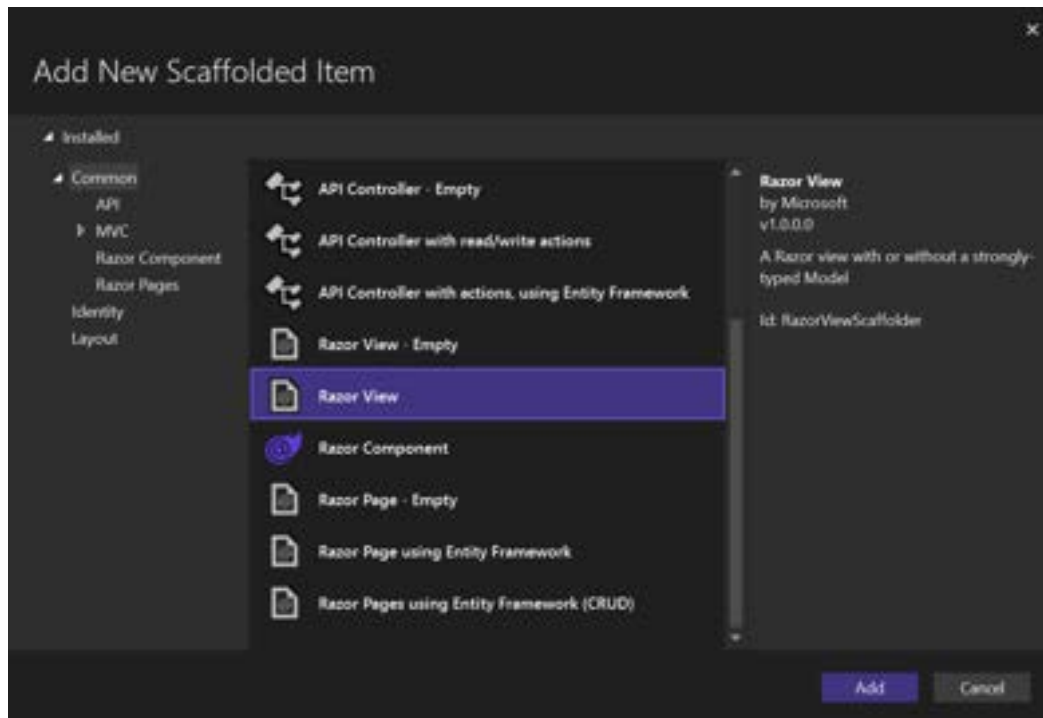 Add New Scaffolded Item
Installed
Common
API
MVC
Razor Component
Razor Pages
Identity
Layout
API Controller - Empty
API Controller with read/write actions
API Controller with actions, using Entity Framework
Razor View - Empty
Razor View
Razor Component
Razor Page - Empty
Razor Page using Entity Framework
Razor Pages using Entity Framework (CRUD)
Razor View
by Microsoft
v1.0.0.0
A Razor view with or without a strongly-
typed Model
Id: RazorViewScaffolder
Add
Cancel